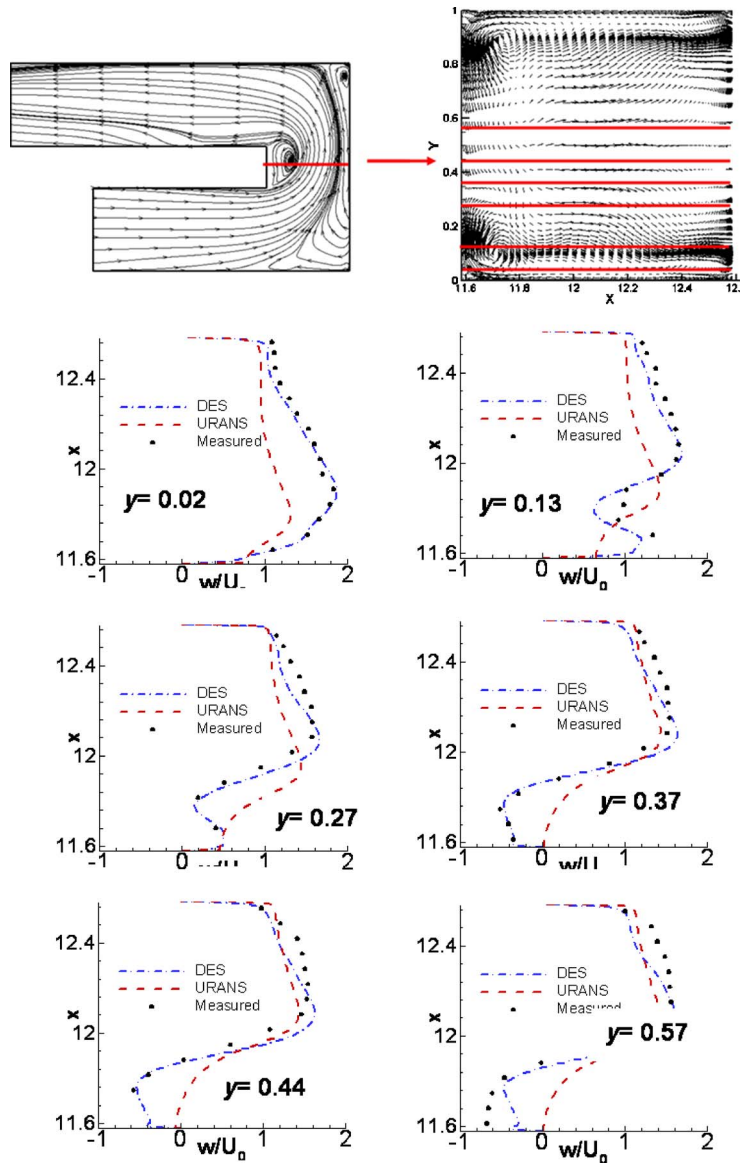 1
0.8
0.6
Y
0.4
0.2
0
11.6 11.8 12 12.2 12.4 12.
X
12.4
DES
URANS
x
Measured
12
y= 0.02
11.6
-1 0 1 2
w/U
12.4
DES
URANS
x
Measured
12
y= 0.13
11.6
-1 0 1 2
w/U0
12.4
DES
URANS
x
Measured
12
y= 0.27
11.6
-1 0 1 2
w/U
12.4
DES
URANS
x
Measured
12
y= 0.37
11.6
-1 0 1 2
w/U
12.4
DES
URANS
x
Measured
12
y= 0.44
11.6
-1 0 1 2
w/U0
12.4
DES
URANS
x
Measured
12
y= 0.57
11.6
-1 0 1 2
w/U0